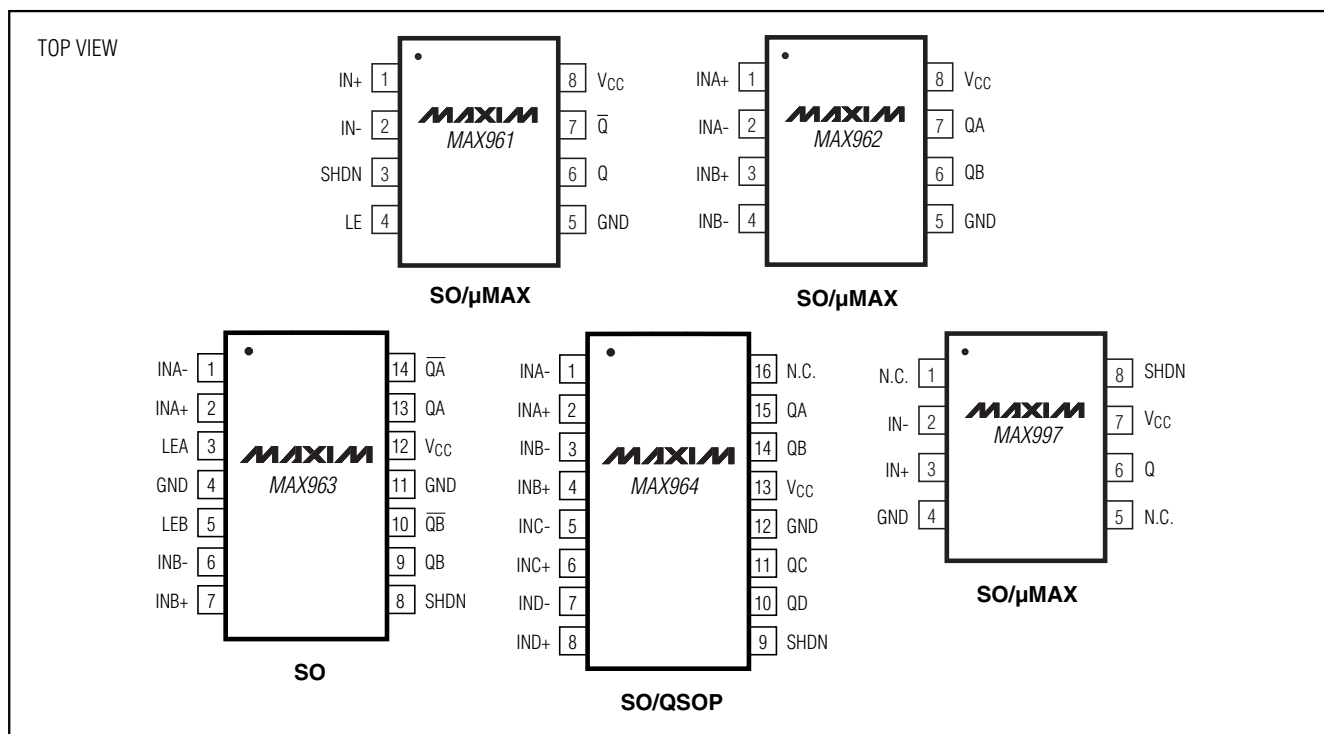 TOP VIEW
IN+ 1
IN- 2
SHDN 3
LE 4
MAXIM
MAX961
8 VCC
7 Q̅
6 Q
5 GND
SO/µMAX
INA+ 1
INA- 2
INB+ 3
INB- 4
MAXIM
MAX962
8 VCC
7 QA
6 QB
5 GND
SO/µMAX
INA- 1
INA+ 2
LEA 3
GND 4
LEB 5
INB- 6
INB+ 7
MAXIM
MAX963
14 Q̅A̅
13 QA
12 VCC
11 GND
10 Q̅B̅
9 QB
8 SHDN
SO
INA- 1
INA+ 2
INB- 3
INB+ 4
INC- 5
INC+ 6
IND- 7
IND+ 8
MAXIM
MAX964
16 N.C.
15 QA
14 QB
13 VCC
12 GND
11 QC
10 QD
9 SHDN
SO/QSOP
N.C. 1
IN- 2
IN+ 3
GND 4
MAXIM
MAX997
8 SHDN
7 VCC
6 Q
5 N.C.
SO/µMAX